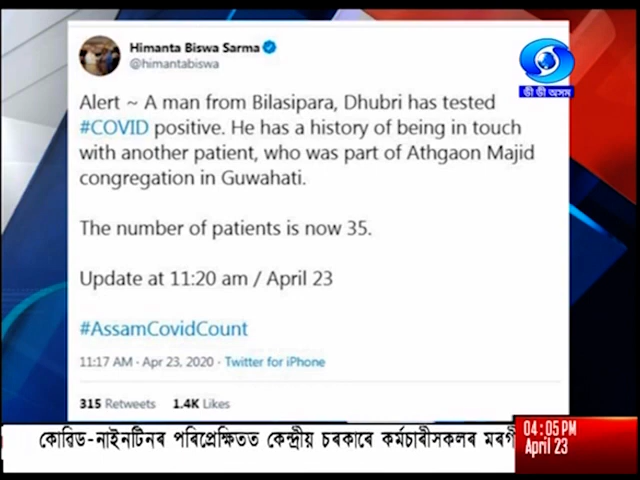 Himanta Biswa Sarma
@himantabiswa
ডী ডী অসম
Alert ~ A man from Bilasipara, Dhubri has tested
#COVID positive. He has a history of being in touch
with another patient, who was part of Athgaon Majid
congregation in Guwahati.
The number of patients is now 35.
Update at 11:20 am / April 23
#AssamCovidCount
11:17 AM · Apr 23, 2020 · Twitter for iPhone
315 Retweets 1.4K Likes
কোৱিড-নাইনটিনৰ পৰিপ্ৰেক্ষিতত কেন্দ্ৰীয় চৰকাৰে কৰ্মচাৰীসকলৰ
04:05 PM
April 23